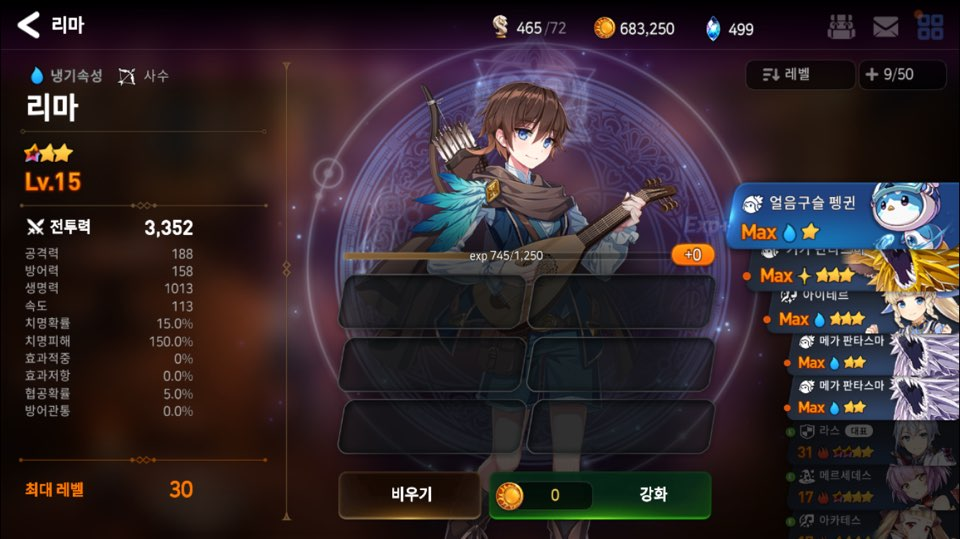 리마
465/72
683,250
499
냉기속성
사수
리마
Lv.15
전투력 3,352
공격력 188
방어력 158
생명력 1013
속도 113
치명확률 15.0%
치명피해 150.0%
효과적중 0%
효과저항 0.0%
협공확률 5.0%
방어관통 0.0%
최대 레벨 30
exp 745/1,250
+0
비우기
0
강화
레벨
9/50
얼음구슬 펭귄
Max
Max
아이테르
Max
메가 판타스마
Max
메가 판타스마
Max
라스 대표
31
메르세데스
17
아카테스